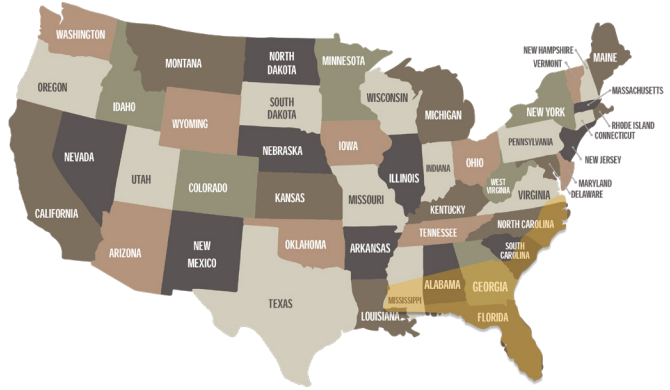 WASHINGTON
OREGON
CALIFORNIA
NEVADA
IDAHO
MONTANA
WYOMING
UTAH
ARIZONA
COLORADO
NEW
MEXICO
NORTH
DAKOTA
SOUTH
DAKOTA
NEBRASKA
KANSAS
OKLAHOMA
TEXAS
MINNESOTA
IOWA
MISSOURI
ARKANSAS
LOUISIANA
WISCONSIN
ILLINOIS
MICHIGAN
INDIANA
OHIO
KENTUCKY
TENNESSEE
MISSISSIPPI
ALABAMA
GEORGIA
FLORIDA
SOUTH
CAROLINA
NORTH CAROLINA
VIRGINIA
WEST
VIRGINIA
PENNSYLVANIA
NEW YORK
NEW HAMPSHIRE
VERMONT
MAINE
MASSACHUSETTS
RHODE ISLAND
CONNECTICUT
NEW JERSEY
MARYLAND
DELAWARE